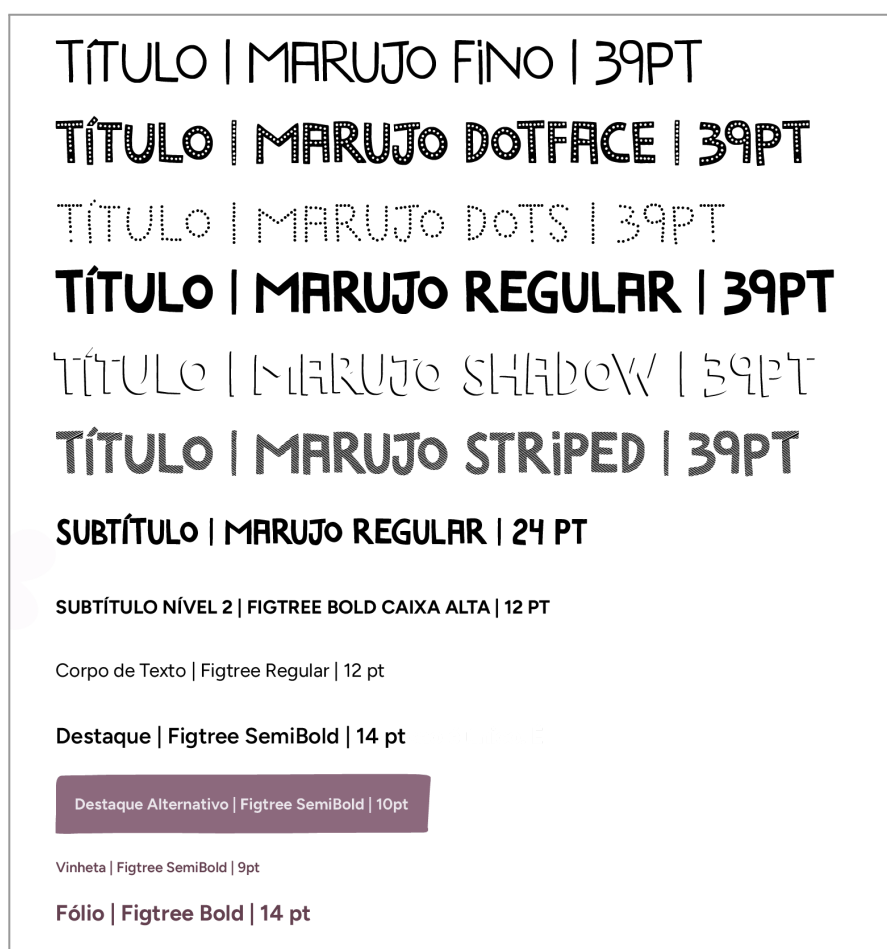 TÍTULO | MARUJO FiNO | 39PT
TÍTULO | MARUJO DOTFACE | 39PT
TÍTULO | MARUJO DOTS | 39PT
TÍTULO | MARUJO REGULAR | 39PT
TÍTULO | MARUJO SHADOW | 39PT
TÍTULO | MARUJO STRiPED | 39PT
SUBTÍTULO | MARUJO REGULAR | 24 PT
SUBTÍTULO NÍVEL 2 | FIGTREE BOLD CAIXA ALTA | 12 PT
Corpo de Texto | Figtree Regular | 12 pt
Destaque | Figtree SemiBold | 14 pt
Destaque Alternativo | Figtree SemiBold | 10pt
Vinheta | Figtree SemiBold | 9pt
Fólio | Figtree Bold | 14 pt